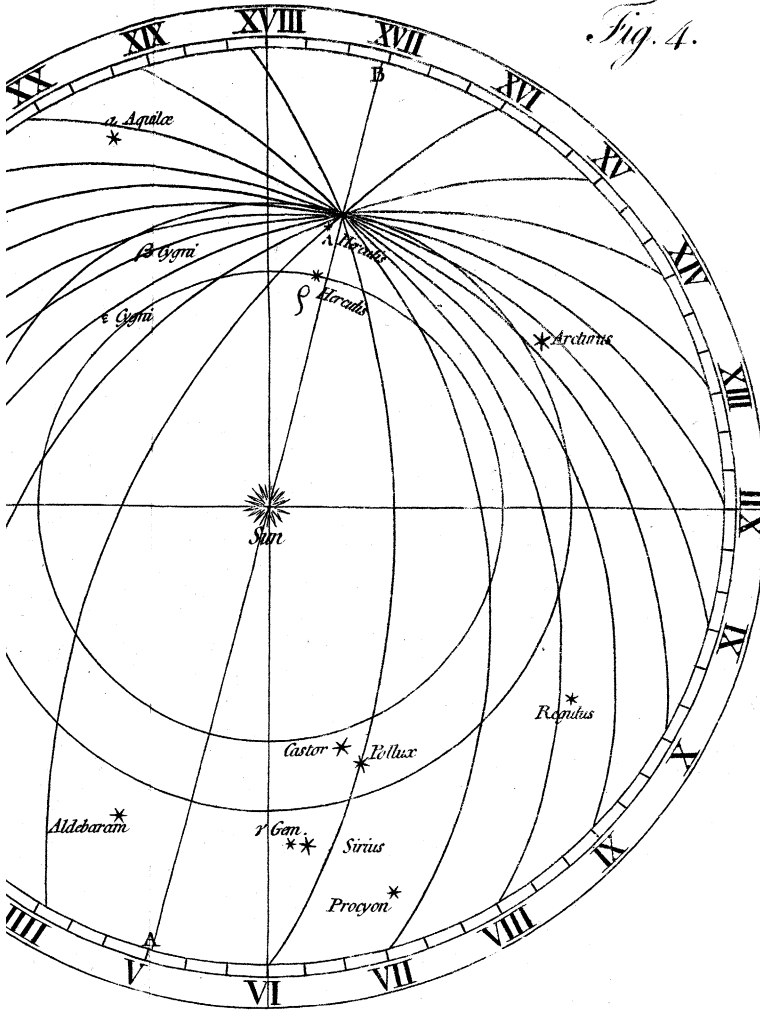 Fig. 4.
XVIII
XIX
XVII
XX
XVI
B
α Aquilæ
XV
λ Herculis
β Cygni
XIV
ρ Herculis
ε Cygni
Arcturus
XIII
XII
Sun
XI
Regulus
Castor
Pollux
X
Aldebaram
γ Gem.
Sirius
IX
Procyon
VIII
IIII
A
V
VI
VII